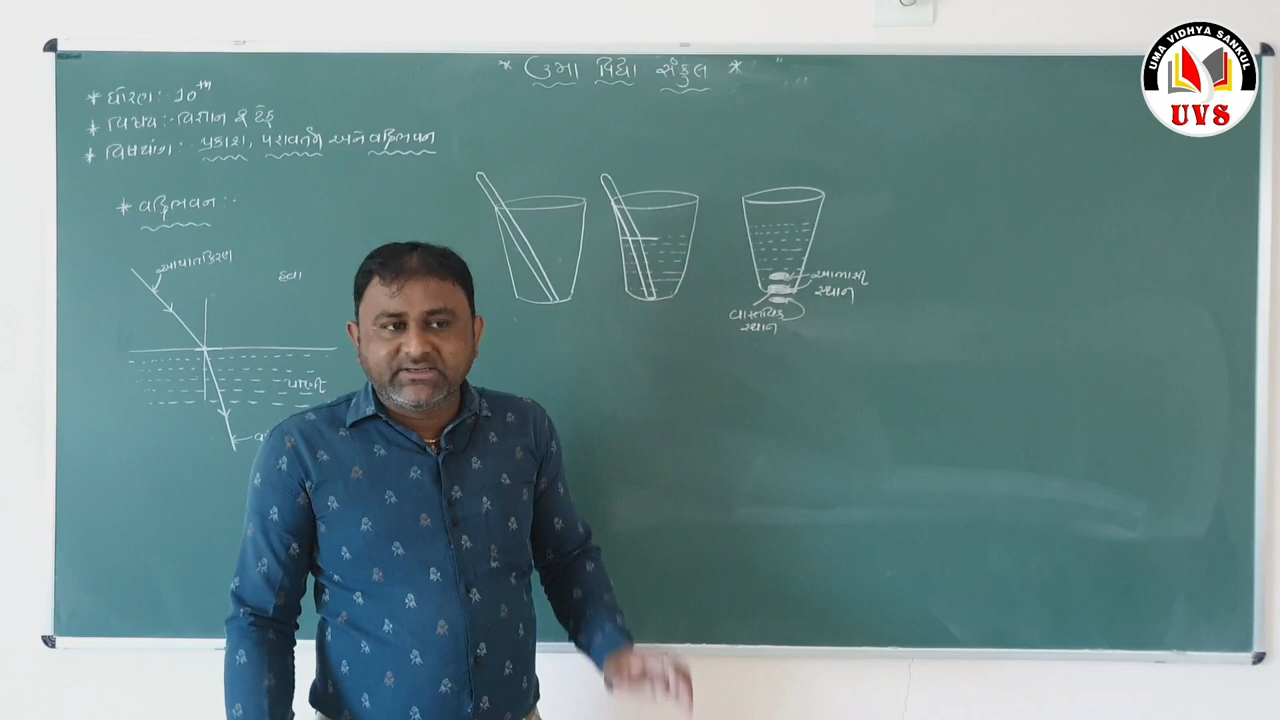 * ઉમા વિદ્યા સંકુલ *
* ધોરણ :- 10th
* વિષય :- વિજ્ઞાન & ટેક
* વિષયાંગ :- પ્રકાશ, પરાવર્તન અને વક્રિભવન
* વક્રિભવન :-
આપાતકિરણ
હવા
પાણી
આભાસી
સ્થાન
વાસ્તવિક
સ્થાન
UMA VIDHYA SANKUL
UVS